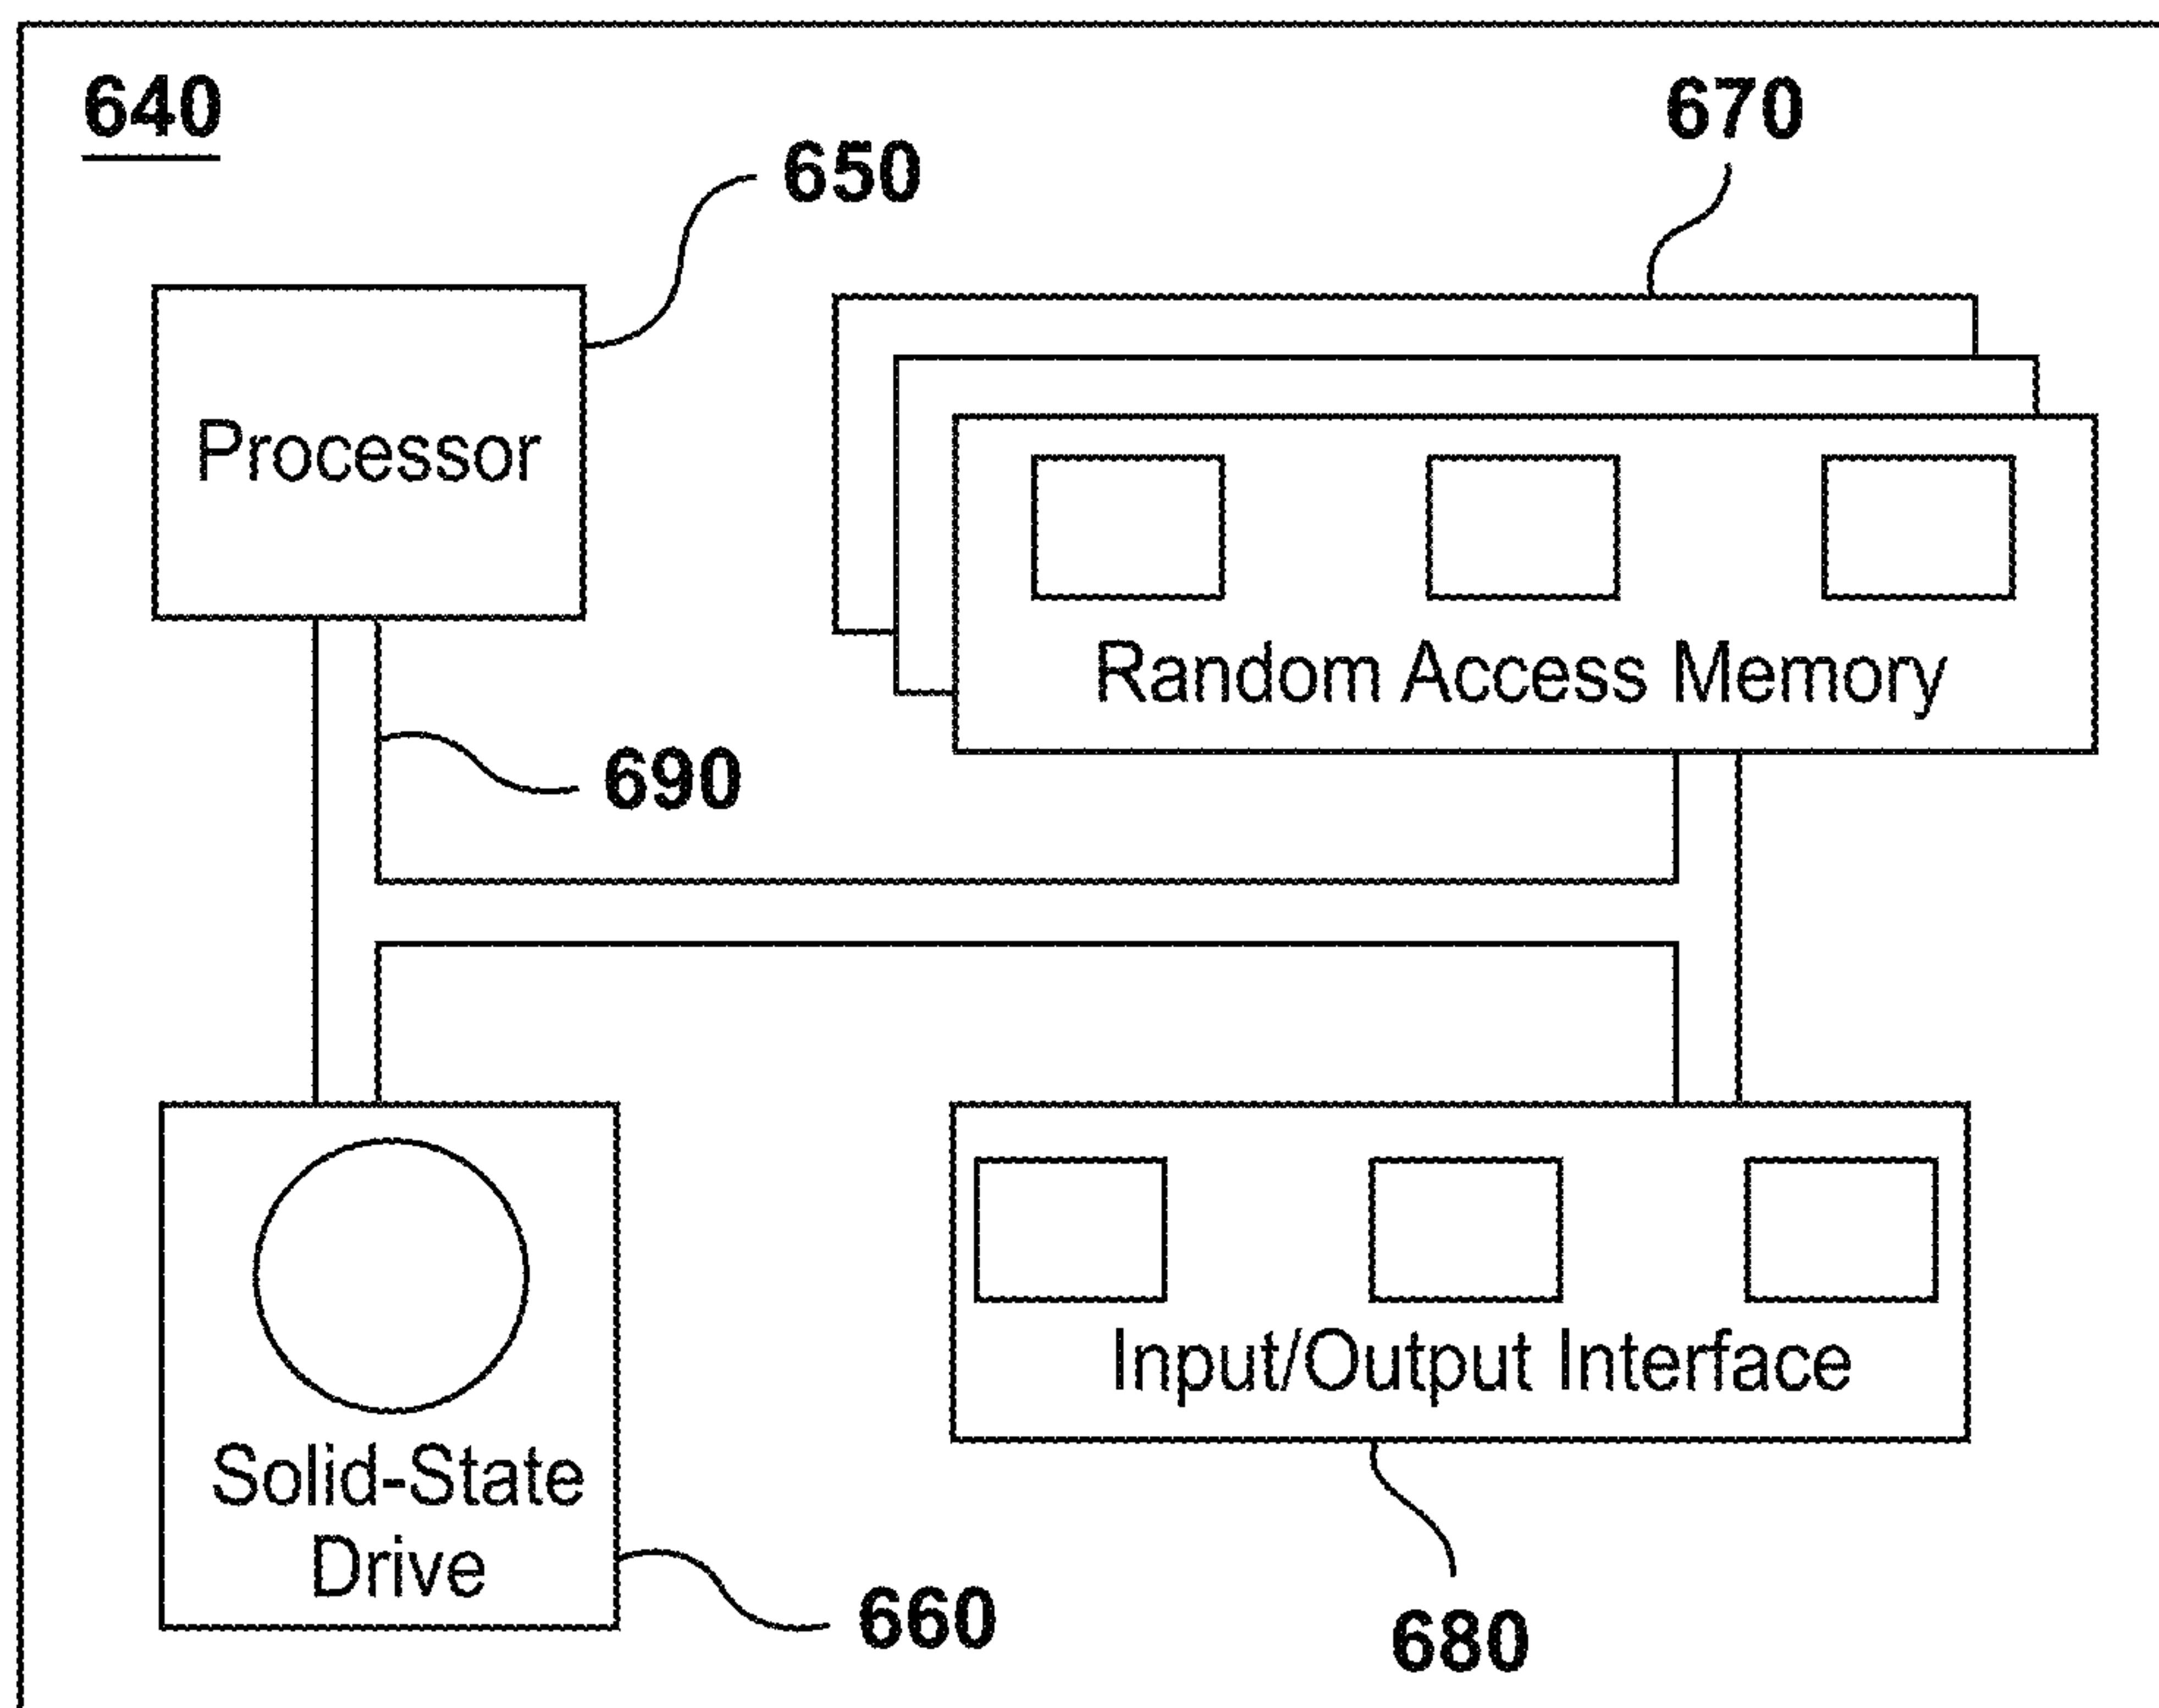 640
650
670
Processor
Random Access Memory
690
Input/Output Interface
Solid-State
Drive
660
680